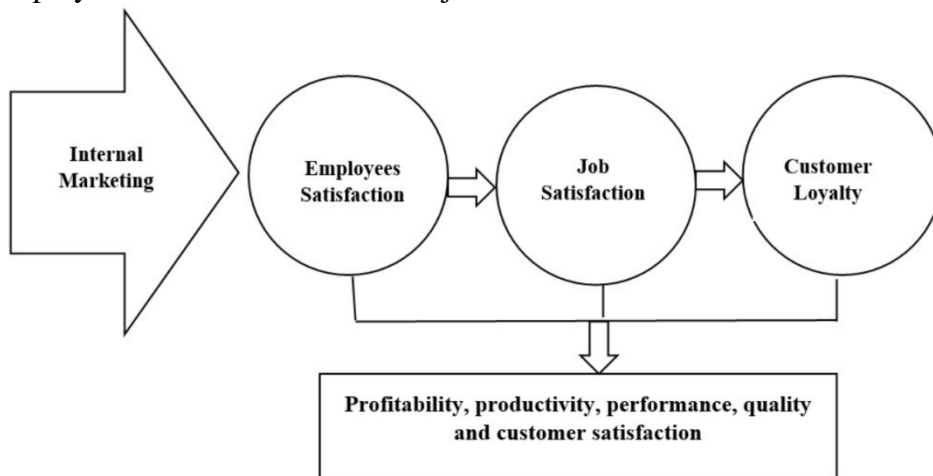 Internal
Marketing
Employees
Satisfaction
Job
Satisfaction
Customer
Loyalty
Profitability, productivity, performance, quality
and customer satisfaction